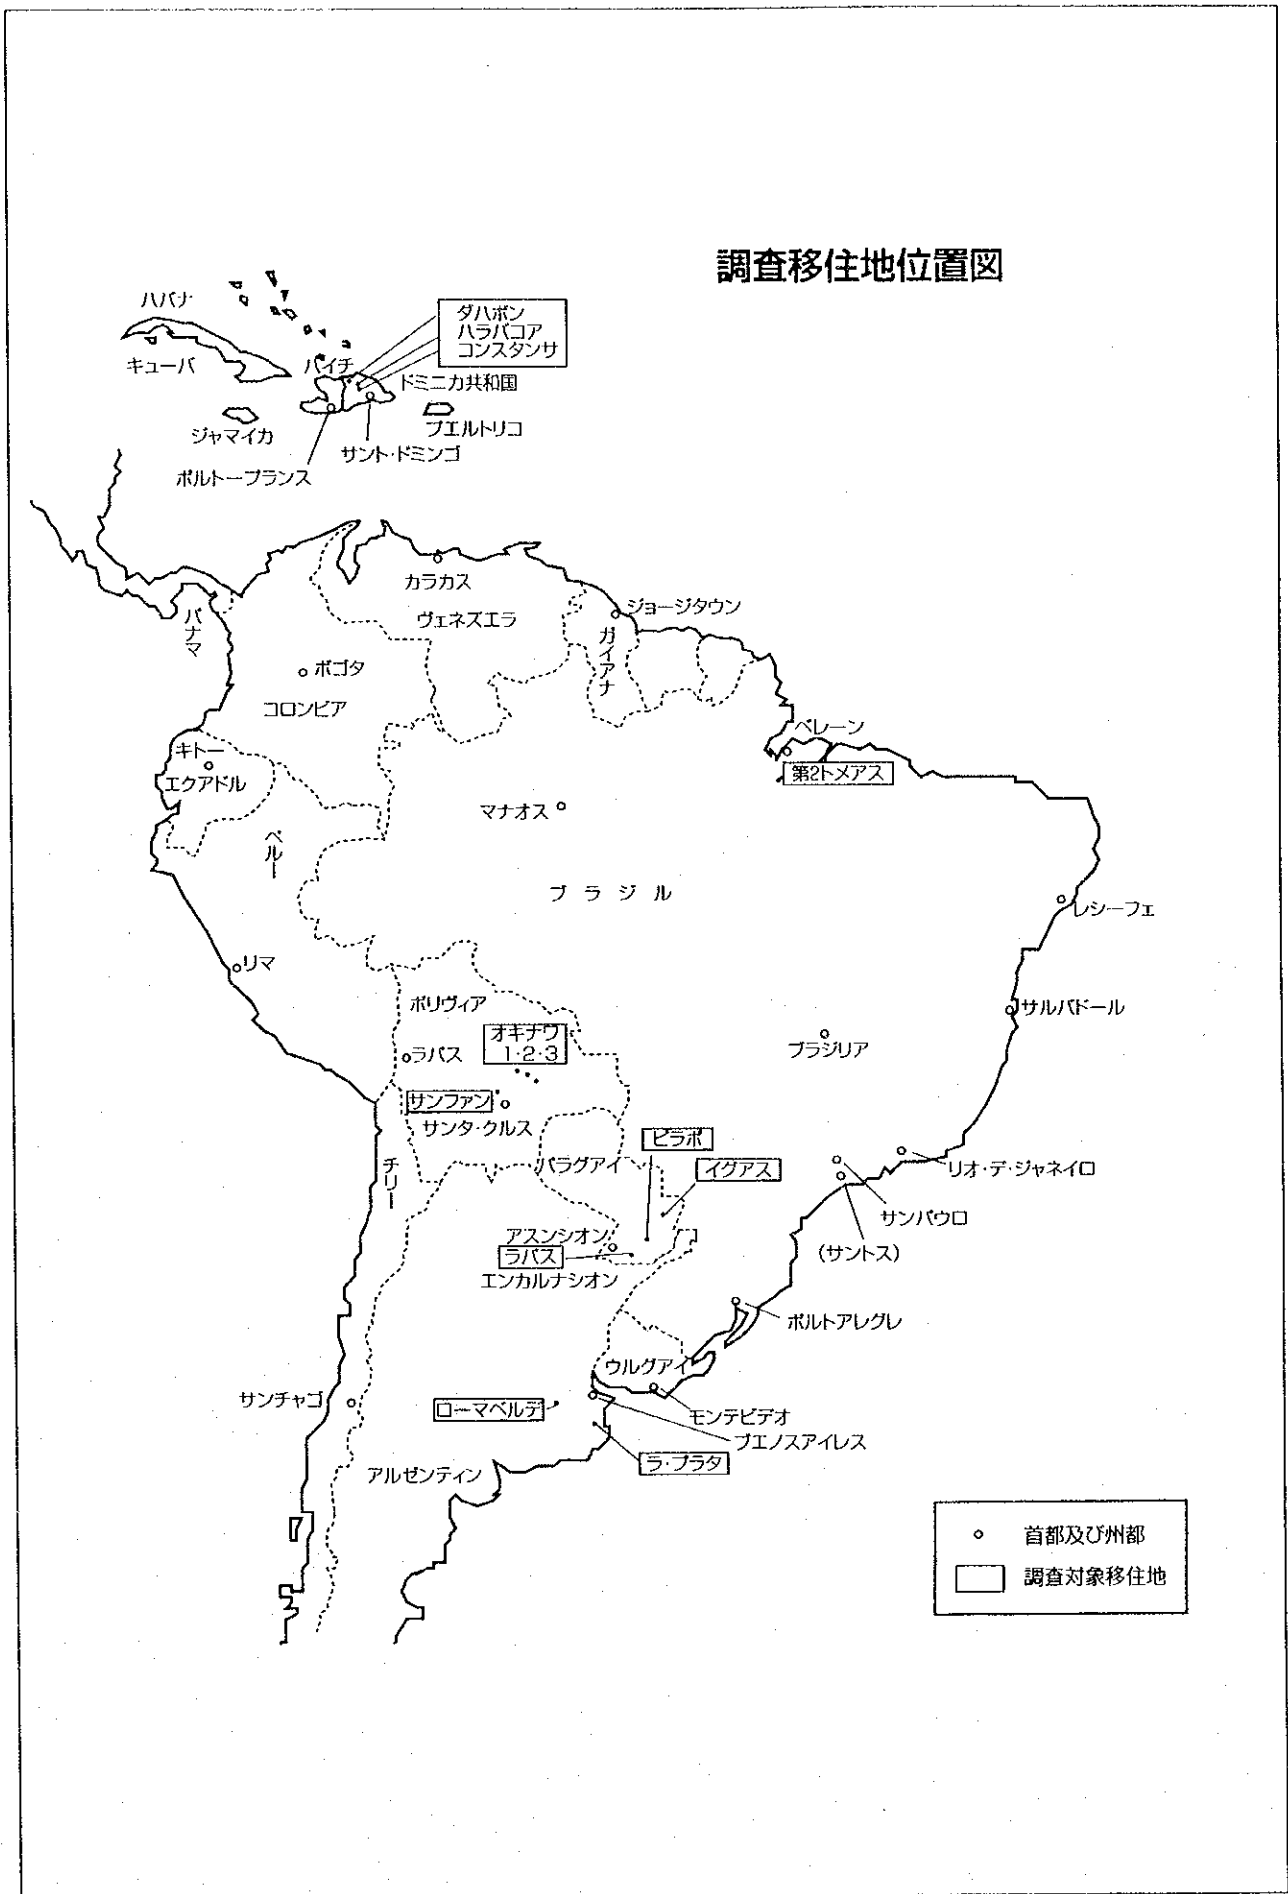 調査移住地位置図
ハバナ
キューバ
ハイチ
ダハボン
ハラバコア
コンスタンサ
ドミニカ共和国
ジャマイカ
プエルトリコ
サント・ドミンゴ
ポルトープランス
カラカス
ヴェネズエラ
ジョージタウン
ガイアナ
パナマ
ボゴタ
コロンビア
ベレーン
第2トメアス
キトー
エクアドル
マナオス
ペルー
ブラジル
レシーフェ
リマ
ボリヴィア
サルバドール
オキナワ
1・2・3
ラパス
ブラジリア
サンファン
サンタ・クルス
ピラポ
パラグアイ
イグアス
チリー
リオ・デ・ジャネイロ
サンパウロ
アスンシオン
(サントス)
ラパス
エンカルナシオン
ポルトアレグレ
ウルグアイ
サンチャゴ
ローマベルデ
モンテビデオ
ブエノスアイレス
ラ・プラタ
アルゼンティン
首都及び州都
調査対象移住地